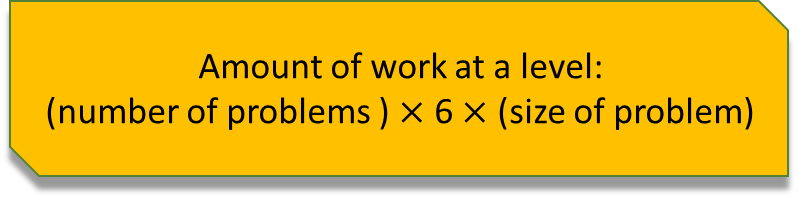 Amount of work at a level:
(number of problems ) × 6 × (size of problem)